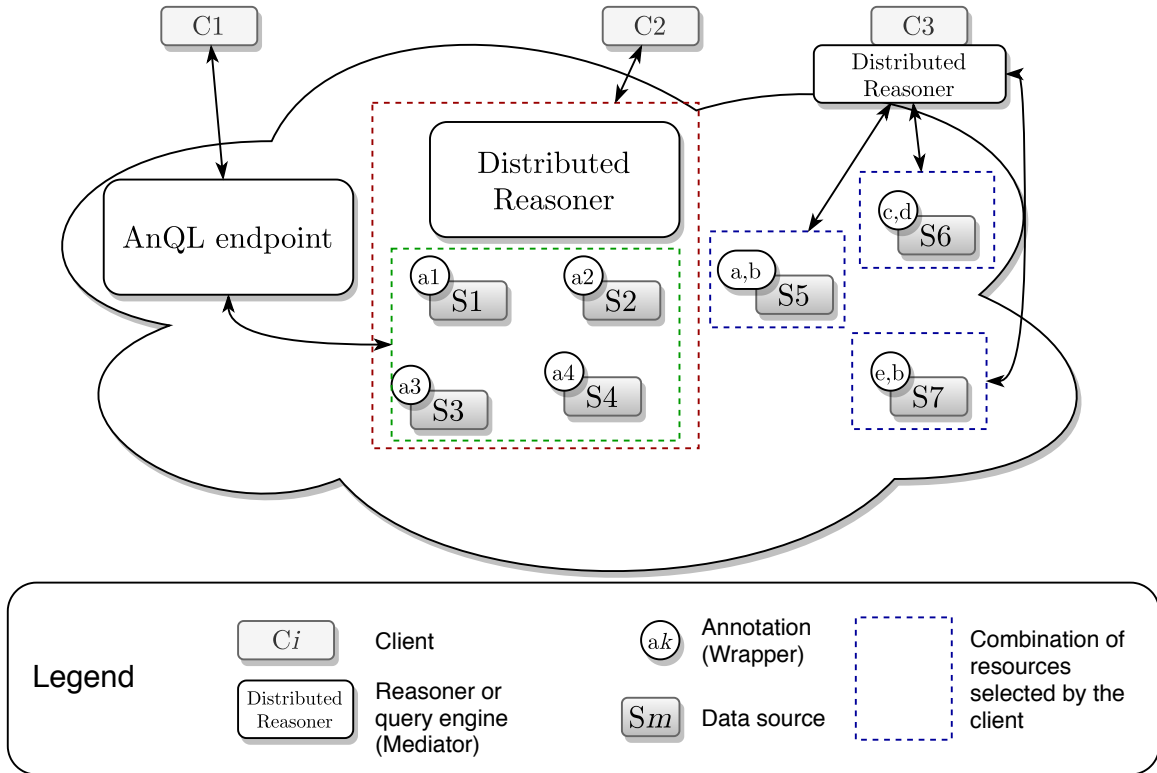 C1
C2
C3
Distributed
Reasoner
Distributed
Reasoner
AnQL endpoint
a1
S1
a2
S2
a3
S3
a4
S4
a,b
S5
c,d
S6
e,b
S7
Legend
Ci
Client
Distributed
Reasoner
Reasoner or
query engine
(Mediator)
ak
Annotation
(Wrapper)
Sm
Data source
Combination of
resources
selected by the
client